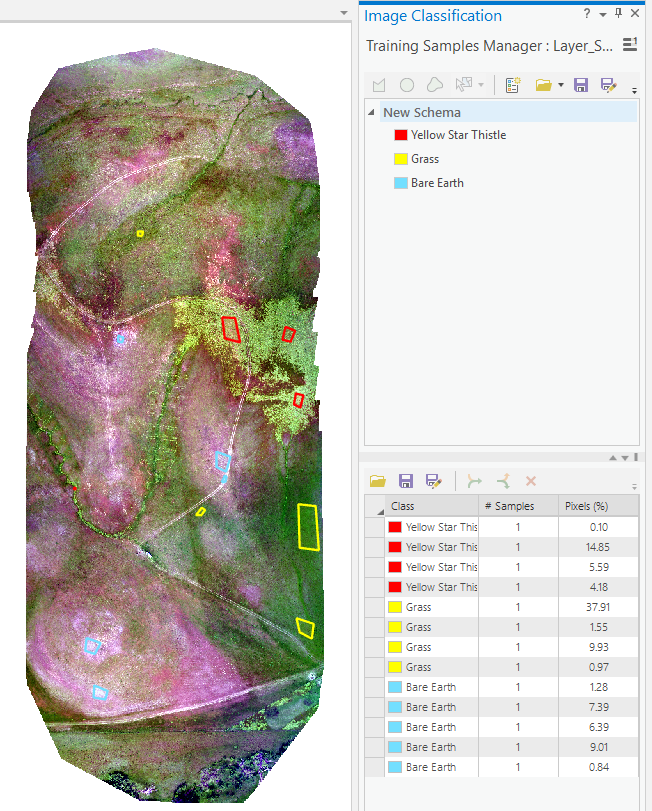 Image Classification
Training Samples Manager : Layer_S...
New Schema
Yellow Star Thistle
Grass
Bare Earth
Class # Samples Pixels (%)
Yellow Star This 1 0.10
Yellow Star This 1 14.85
Yellow Star This 1 5.59
Yellow Star This 1 4.18
Grass 1 37.91
Grass 1 1.55
Grass 1 9.93
Grass 1 0.97
Bare Earth 1 1.28
Bare Earth 1 7.39
Bare Earth 1 6.39
Bare Earth 1 9.01
Bare Earth 1 0.84